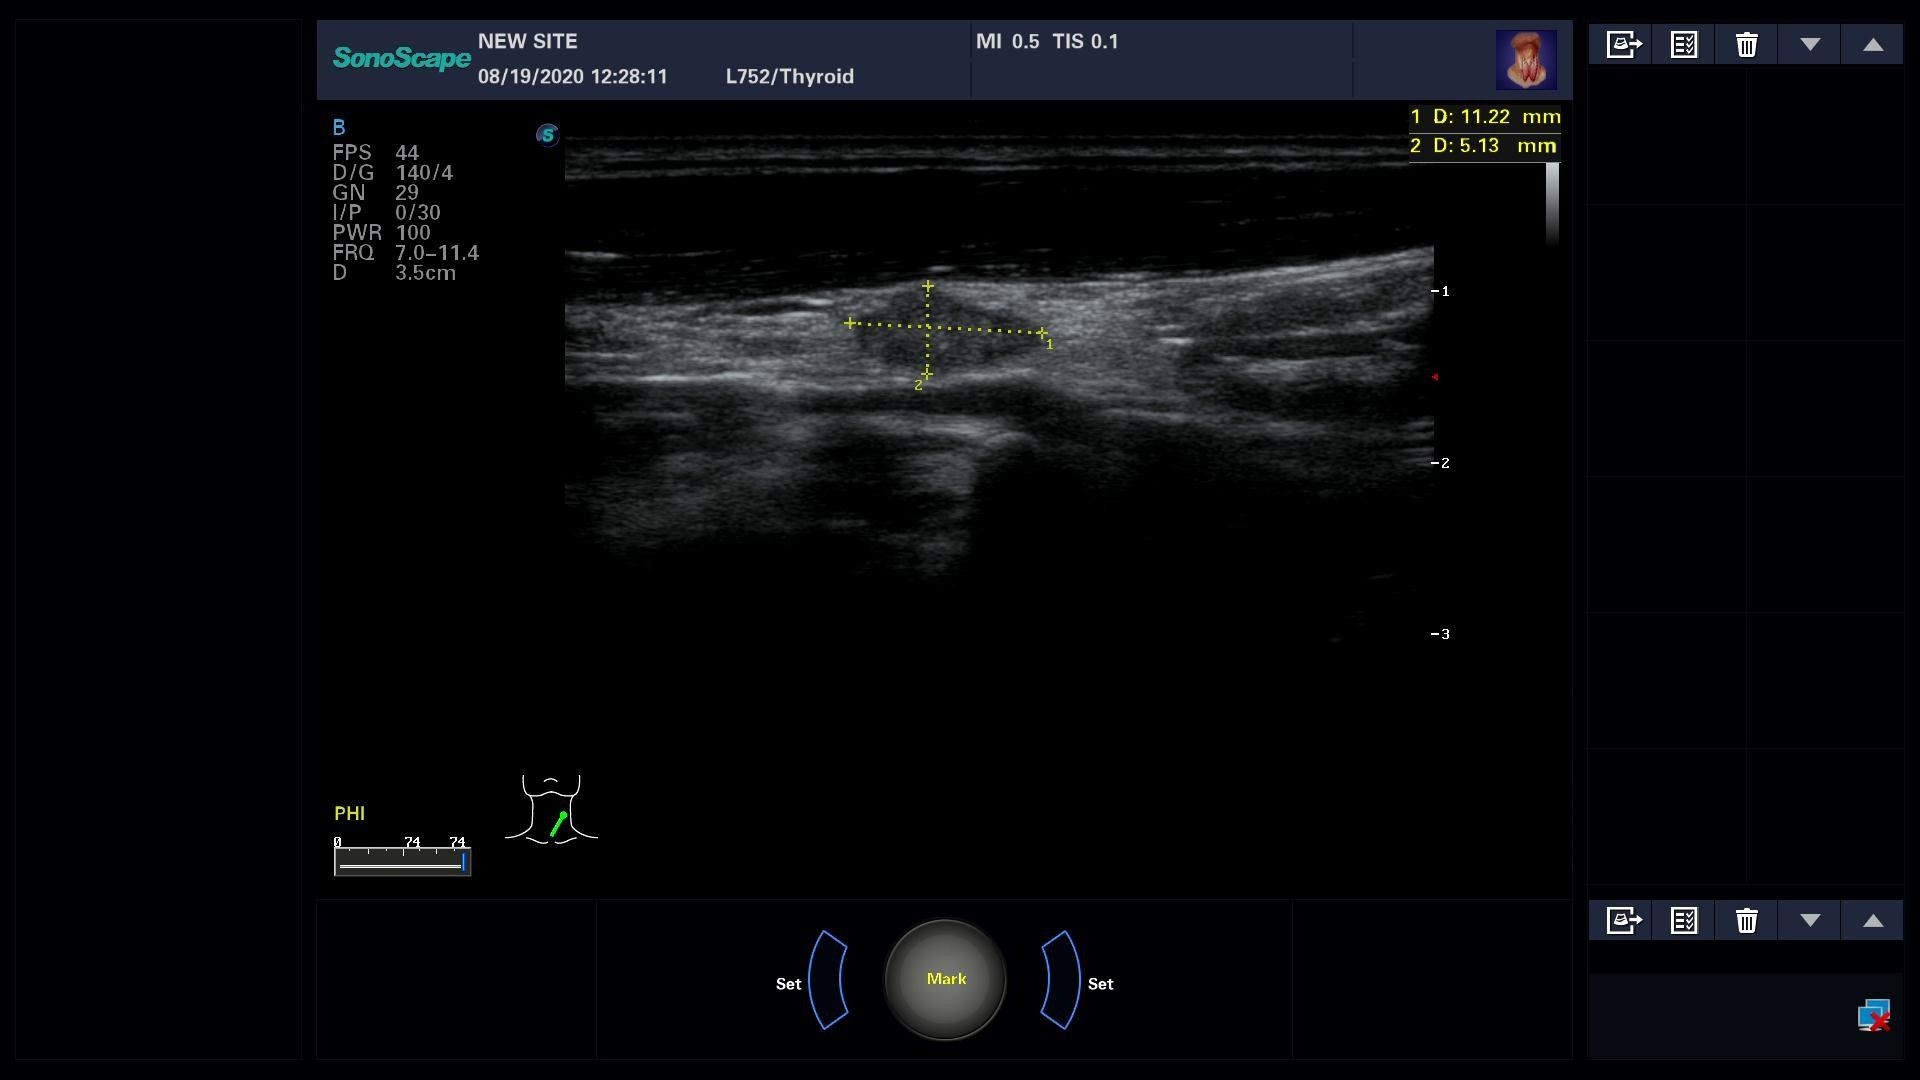 SonoScape
NEW SITE
MI 0.5 TIS 0.1
08/19/2020 12:28:11
L752/Thyroid
1 D: 11.22 mm
2 D: 5.13 mm
B
S
FPS 44
D/G 140/4
GN 29
I/P 0/30
PWR 100
FRQ 7.0-11.4
D 3.5cm
1
1
2
2
3
PHI
0 74 74
Set
Mark
Set